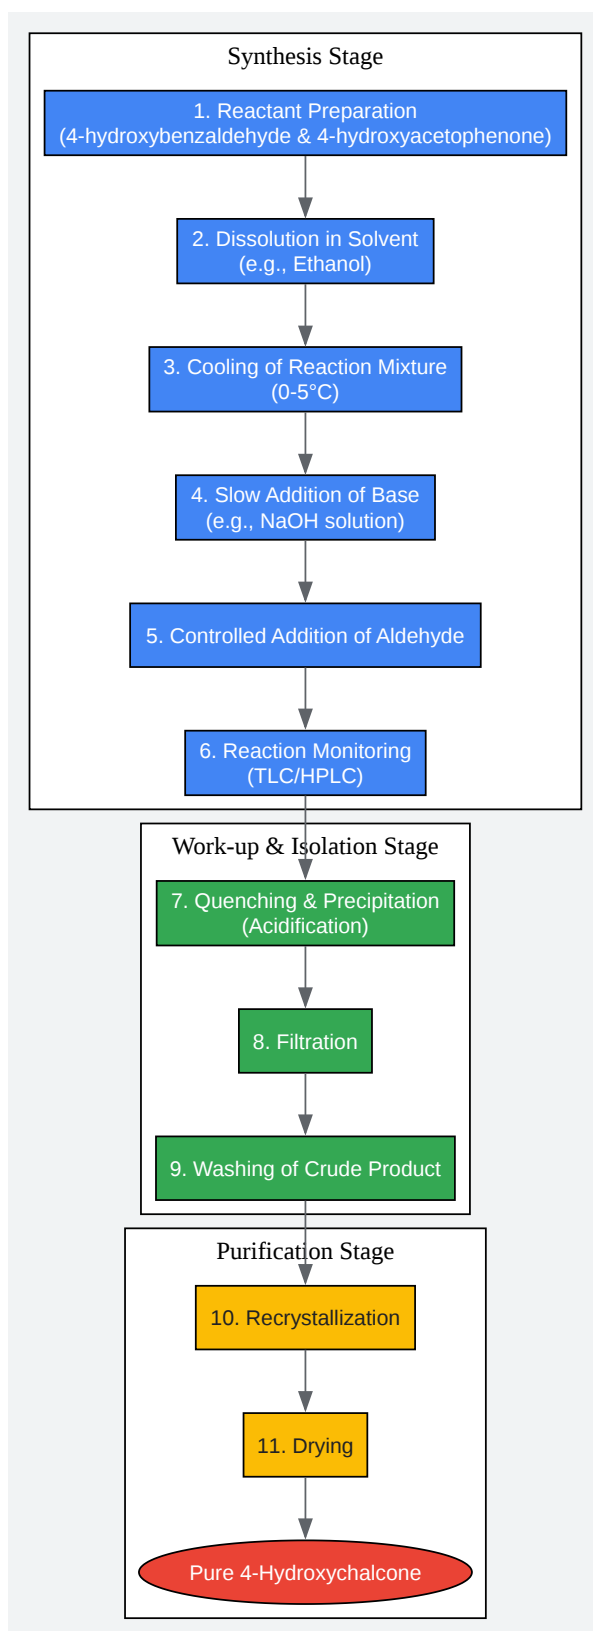 Synthesis Stage
1. Reactant Preparation
(4-hydroxybenzaldehyde & 4-hydroxyacetophenone)
2. Dissolution in Solvent
(e.g., Ethanol)
3. Cooling of Reaction Mixture
(0-5°C)
4. Slow Addition of Base
(e.g., NaOH solution)
5. Controlled Addition of Aldehyde
6. Reaction Monitoring
(TLC/HPLC)
Work-up & Isolation Stage
7. Quenching & Precipitation
(Acidification)
8. Filtration
9. Washing of Crude Product
Purification Stage
10. Recrystallization
11. Drying
Pure 4-Hydroxychalcone